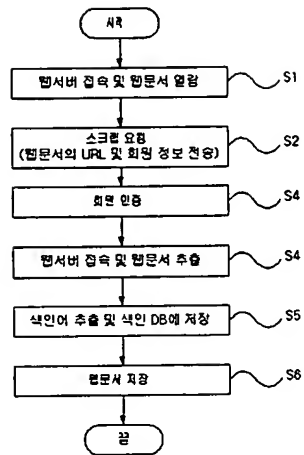 시작
웹서버 접속 및 웹문서 열람 S1
스크랩 요청 S2
(웹문서의 URL 및 회원 정보 전송)
회원 인증 S4
웹서버 접속 및 웹문서 추출 S4
색인어 추출 및 색인 DB에 저장 S5
웹문서 저장 S6
끝